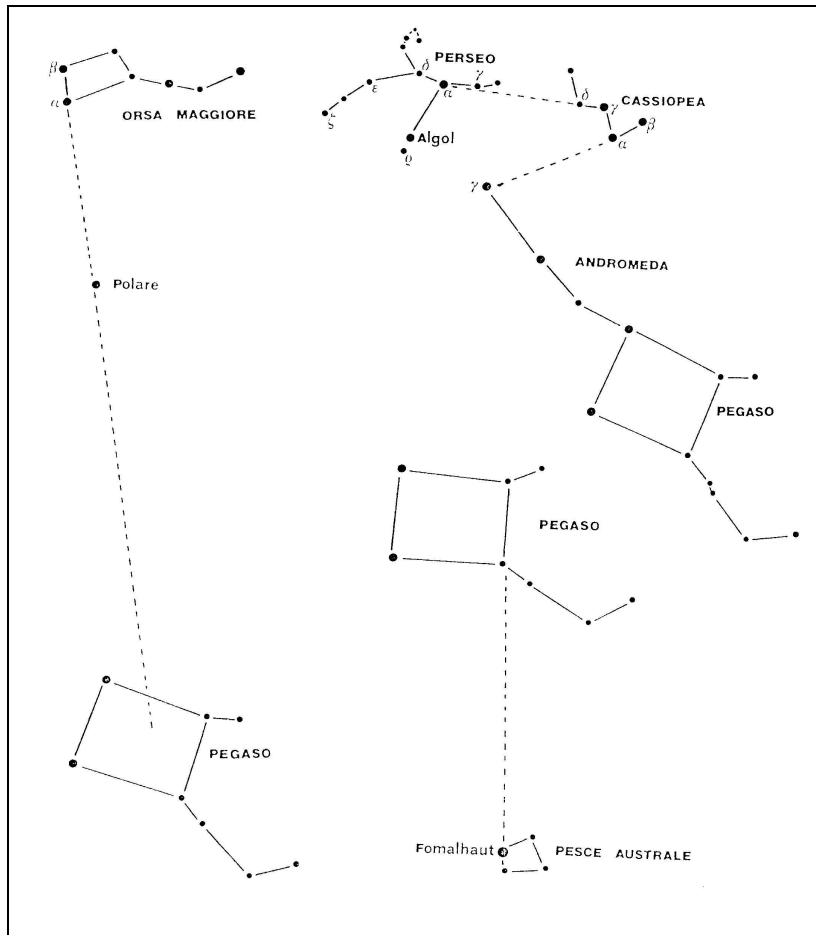 β
α
ORSA MAGGIORE
Polare
PEGASO
PERSEO
δ
γ
ε
α
ζ
Algol
ϱ
δ
γ
CASSIOPEA
β
α
γ
ANDROMEDA
PEGASO
PEGASO
Fomalhaut
PESCE AUSTRALE